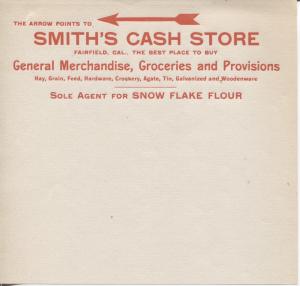 THE ARROW POINTS TO
SMITH'S CASH STORE
FAIRFIELD, CAL., THE BEST PLACE TO BUY
General Merchandise, Groceries and Provisions
Hay, Grain, Feed, Hardware, Crockery, Agate, Tin, Galvanized and Woodenware
SOLE AGENT FOR SNOW FLAKE FLOUR